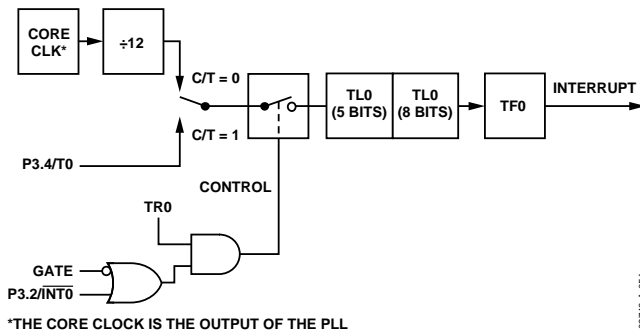 CORE
CLK*
÷12
C/T = 0
C/T = 1
P3.4/T0
TL0
(5 BITS)
TL0
(8 BITS)
TF0
INTERRUPT
CONTROL
TR0
GATE
P3.2/INT0
*THE CORE CLOCK IS THE OUTPUT OF THE PLL